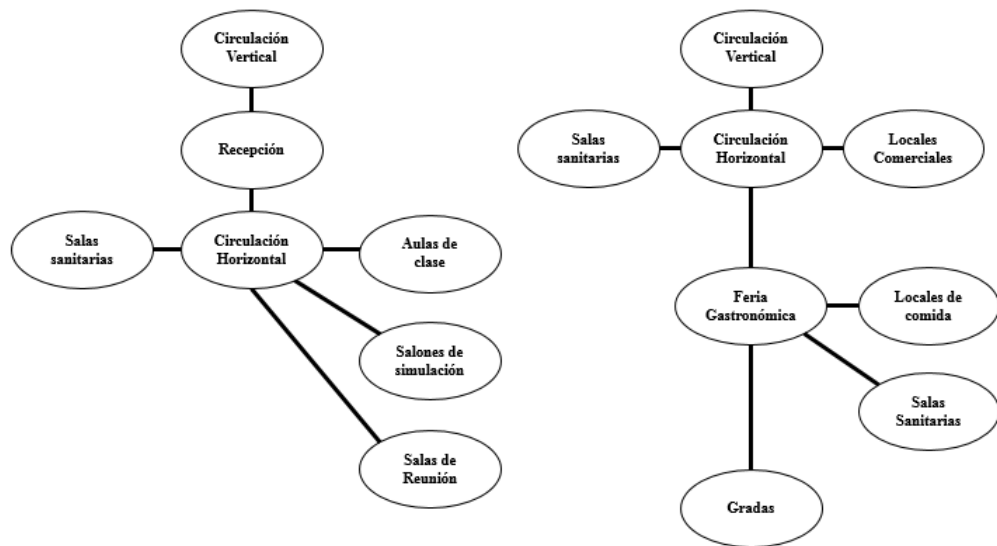 Circulación
Vertical
Recepción
Salas
sanitarias
Circulación
Horizontal
Aulas de
clase
Salones de
simulación
Salas de
Reunión
Circulación
Vertical
Salas
sanitarias
Circulación
Horizontal
Locales
Comerciales
Feria
Gastronómica
Locales de
comida
Salas
Sanitarias
Gradas